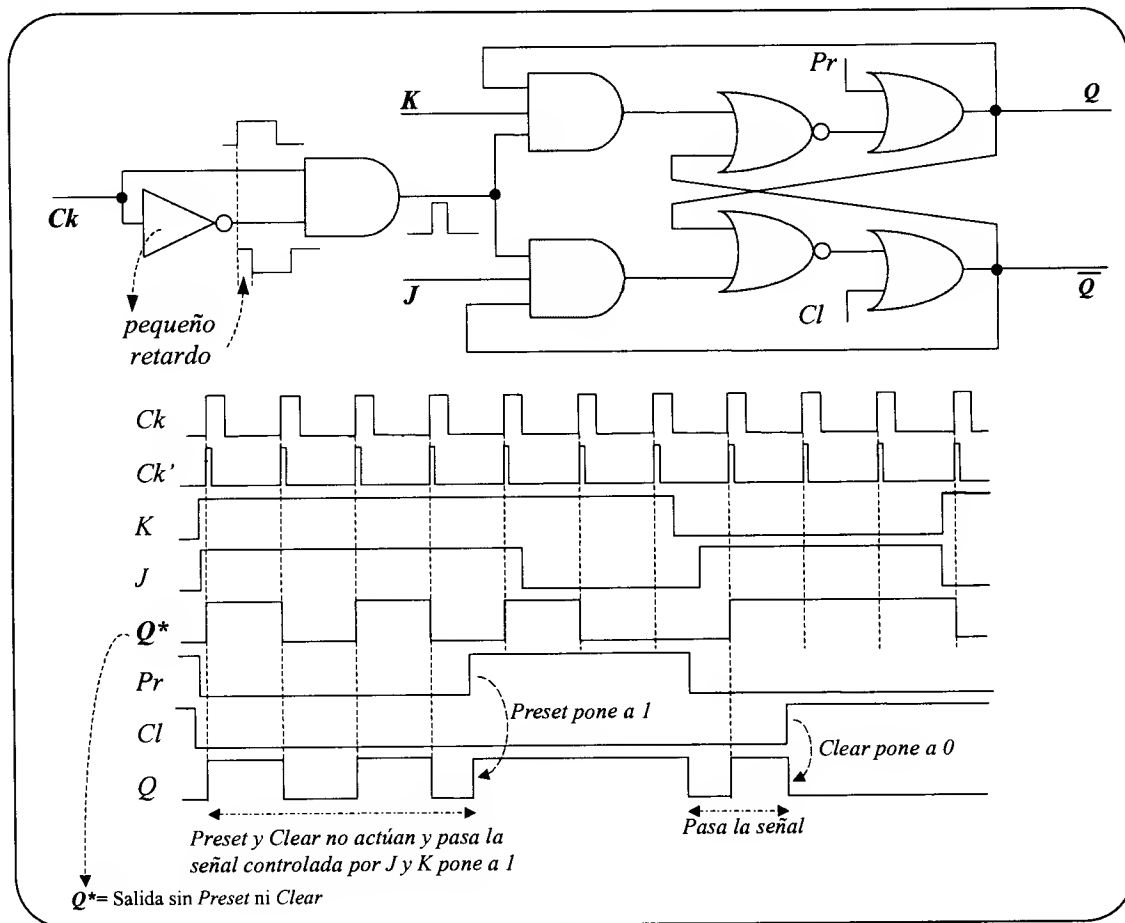 Pr
Q
K
Ck
J
Q̅
Cl
pequeño
retardo
Ck
Ck'
K
J
Q*
Pr
Preset pone a 1
Cl
Clear pone a 0
Q
Preset y Clear no actúan y pasa la
señal controlada por J y K pone a 1
Pasa la señal
Q*= Salida sin Preset ni Clear